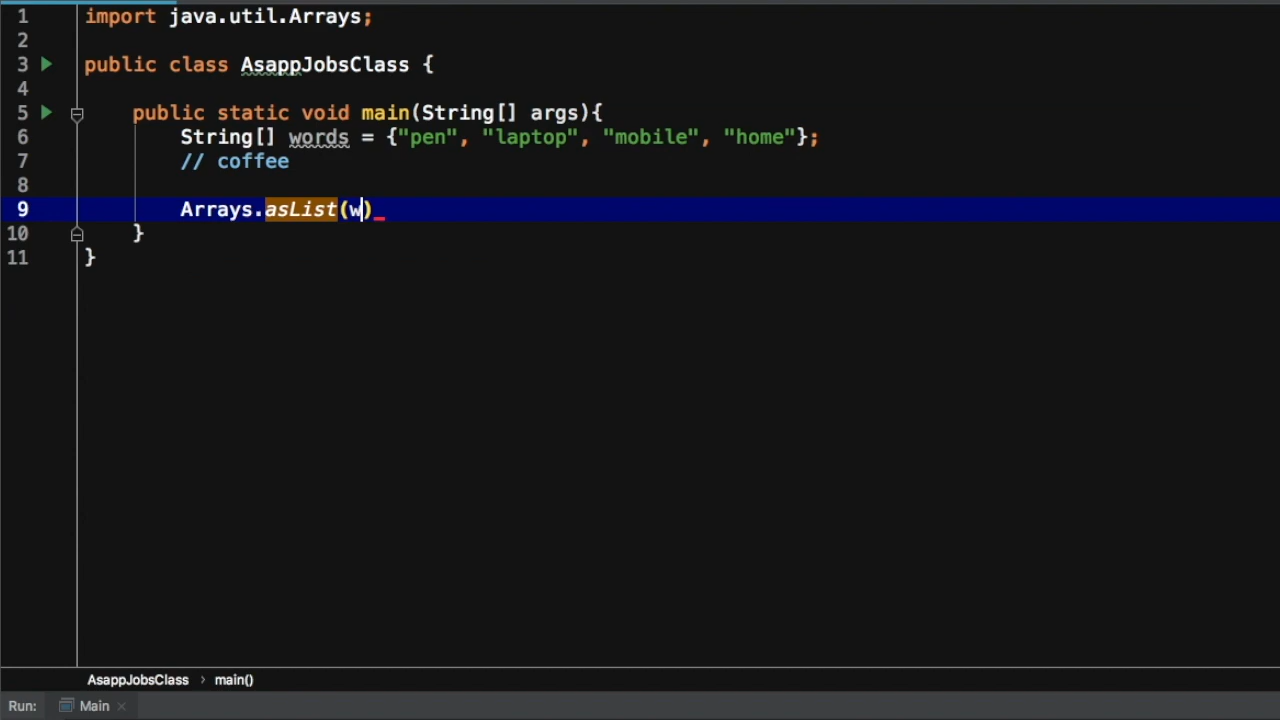 1 import java.util.Arrays;
2
3 public class AsappJobsClass {
4
5 public static void main(String[] args){
6 String[] words = {"pen", "laptop", "mobile", "home"};
7 // coffee
8
9 Arrays.asList(w)
10 }
11 }
AsappJobsClass › main()
Run: Main ×